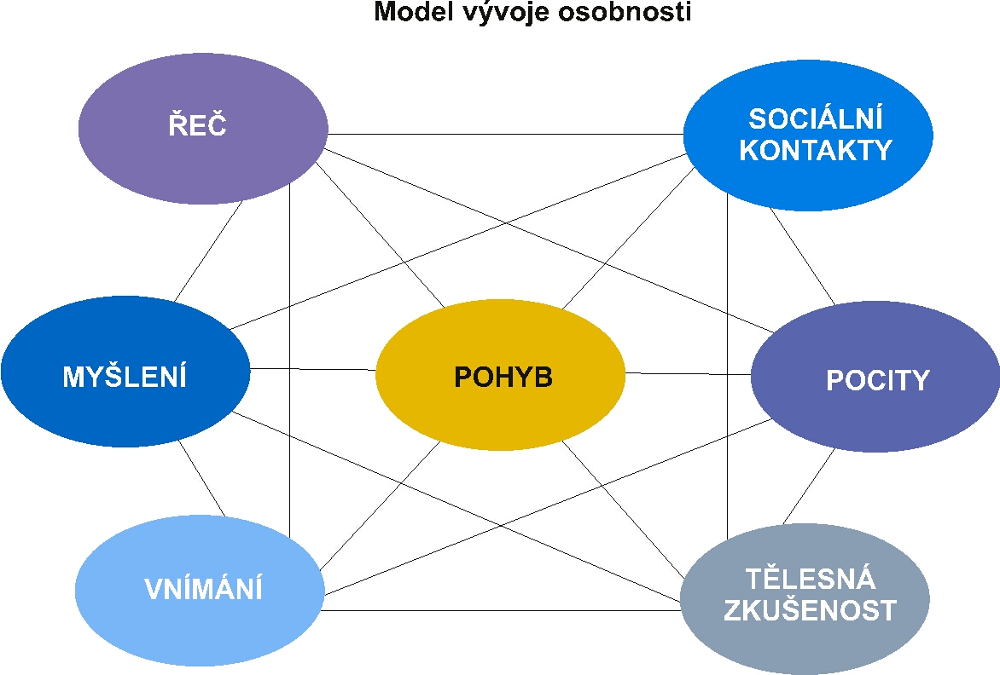 Model vývoje osobnosti
ŘEČ
SOCIÁLNÍ
KONTAKTY
MYŠLENÍ
POHYB
POCITY
VNÍMÁNÍ
TĚLESNÁ
ZKUŠENOST